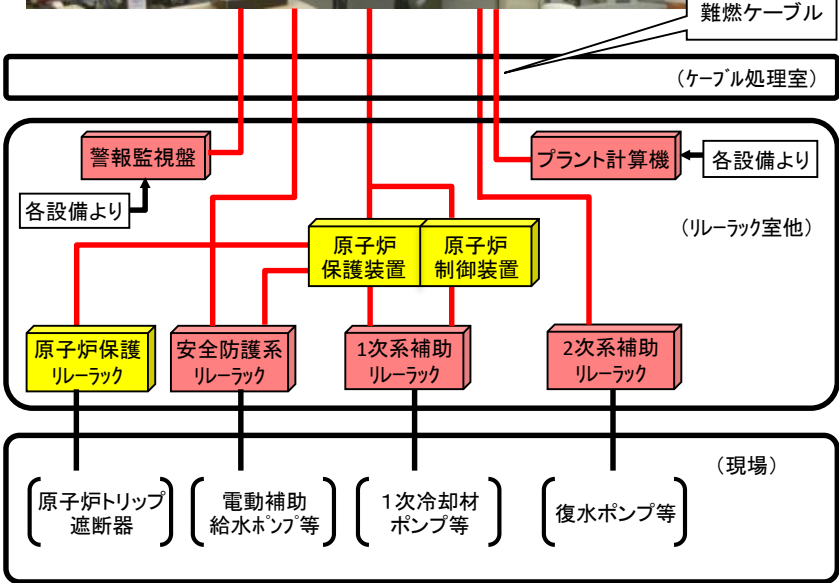 難燃ケーブル
（ｹｰﾌﾞﾙ処理室）
警報監視盤
プラント計算機
各設備より
各設備より
（ﾘﾚｰﾗｯｸ室他）
原子炉
保護装置
原子炉
制御装置
原子炉保護
ﾘﾚｰﾗｯｸ
安全防護系
ﾘﾚｰﾗｯｸ
1次系補助
ﾘﾚｰﾗｯｸ
2次系補助
ﾘﾚｰﾗｯｸ
（現場）
原子炉トリップ
遮断器
電動補助
給水ﾎﾟﾝﾌﾟ等
１次冷却材
ポンプ等
復水ポンプ等